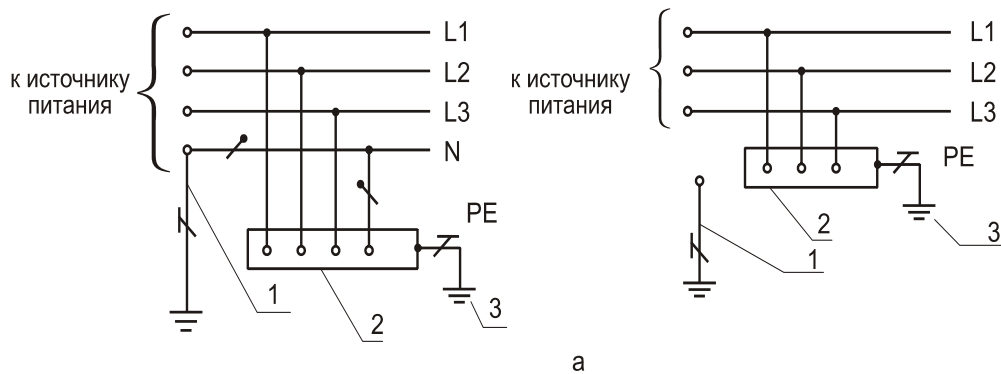 к источнику
питания
L1
L2
L3
N
PE
1
2
3
к источнику
питания
L1
L2
L3
PE
2
1
3
а